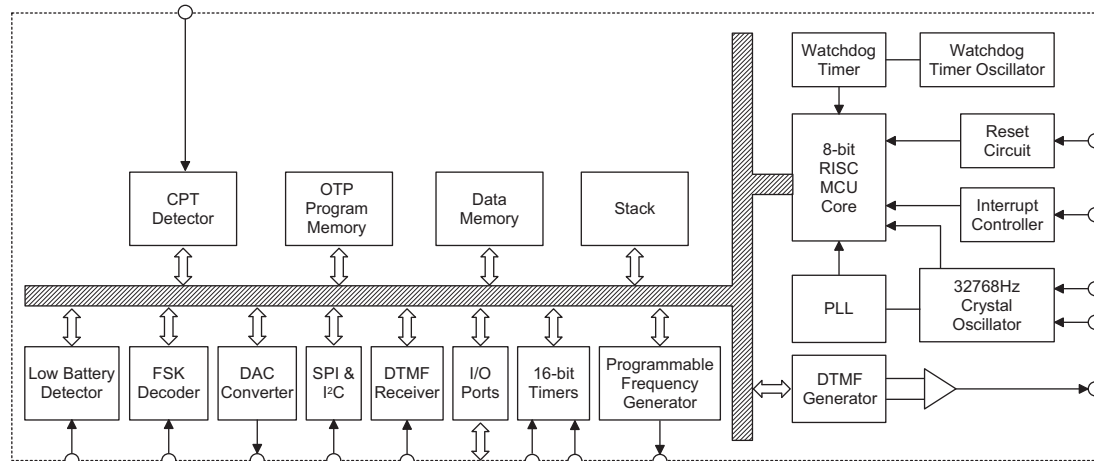 Watchdog
Timer
Watchdog
Timer Oscillator
8-bit
RISC
MCU
Core
Reset
Circuit
CPT
Detector
OTP
Program
Memory
Data
Memory
Stack
Interrupt
Controller
PLL
32768Hz
Crystal
Oscillator
Low Battery
Detector
FSK
Decoder
DAC
Converter
SPI &
I²C
DTMF
Receiver
I/O
Ports
16-bit
Timers
Programmable
Frequency
Generator
DTMF
Generator